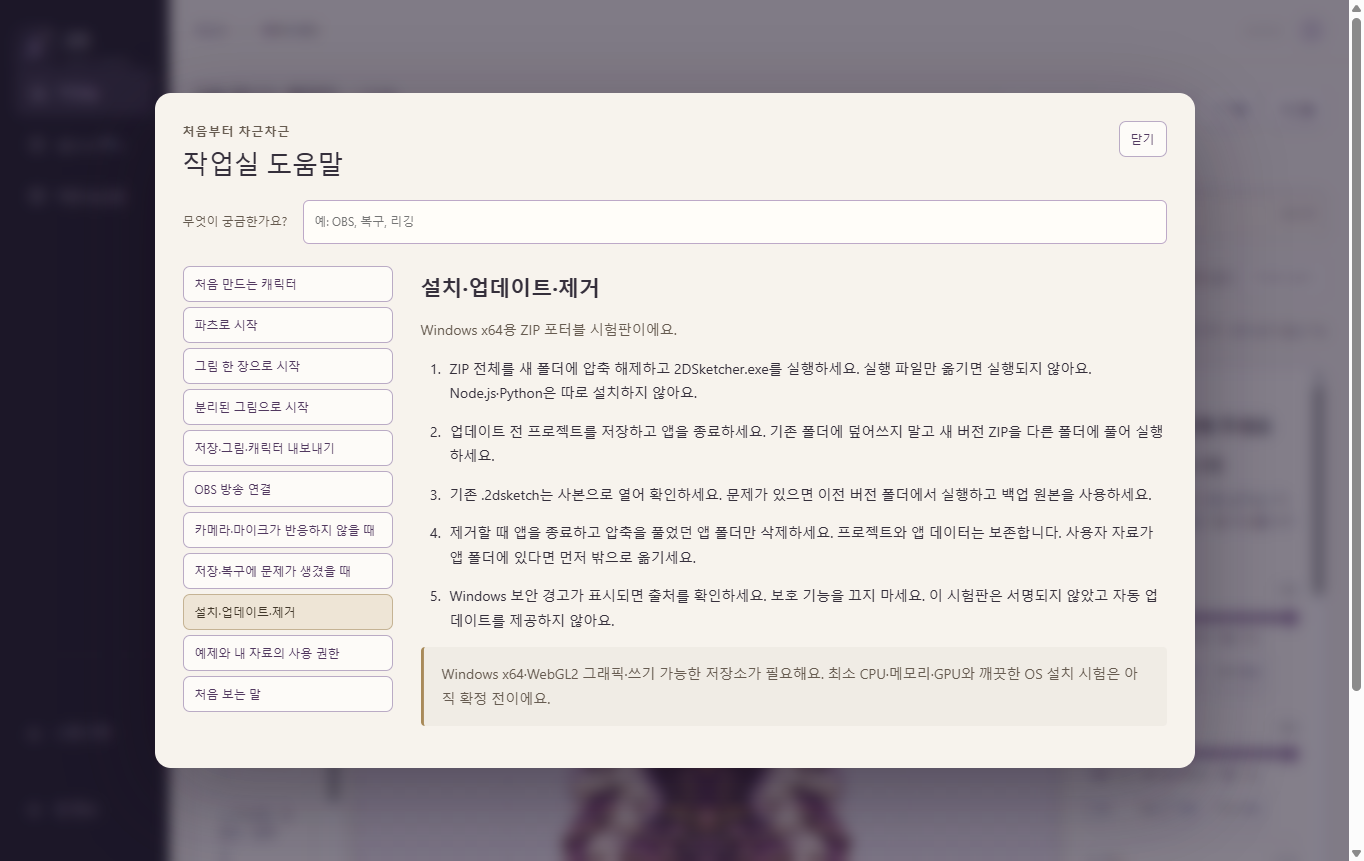 처음부터 차근차근
작업실 도움말
닫기
무엇이 궁금한가요?
예: OBS, 복구, 리깅
처음 만드는 캐릭터
파츠로 시작
그림 한 장으로 시작
분리된 그림으로 시작
저장·그림·캐릭터 내보내기
OBS 방송 연결
카메라·마이크가 반응하지 않을 때
저장·복구에 문제가 생겼을 때
설치·업데이트·제거
예제와 내 자료의 사용 권한
처음 보는 말
설치·업데이트·제거
Windows x64용 ZIP 포터블 시험판이에요.
1. ZIP 전체를 새 폴더에 압축 해제하고 2DSketcher.exe를 실행하세요. 실행 파일만 옮기면 실행되지 않아요.
Node.js·Python은 따로 설치하지 않아요.
2. 업데이트 전 프로젝트를 저장하고 앱을 종료하세요. 기존 폴더에 덮어쓰지 말고 새 버전 ZIP을 다른 폴더에 풀어 실행
하세요.
3. 기존 .2dsketch는 사본으로 열어 확인하세요. 문제가 있으면 이전 버전 폴더에서 실행하고 백업 원본을 사용하세요.
4. 제거할 때 앱을 종료하고 압축을 풀었던 앱 폴더만 삭제하세요. 프로젝트와 앱 데이터는 보존합니다. 사용자 자료가
앱 폴더에 있다면 먼저 밖으로 옮기세요.
5. Windows 보안 경고가 표시되면 출처를 확인하세요. 보호 기능을 끄지 마세요. 이 시험판은 서명되지 않았고 자동 업
데이트를 제공하지 않아요.
Windows x64·WebGL2 그래픽·쓰기 가능한 저장소가 필요해요. 최소 CPU·메모리·GPU와 깨끗한 OS 설치 시험은 아
직 확정 전이에요.